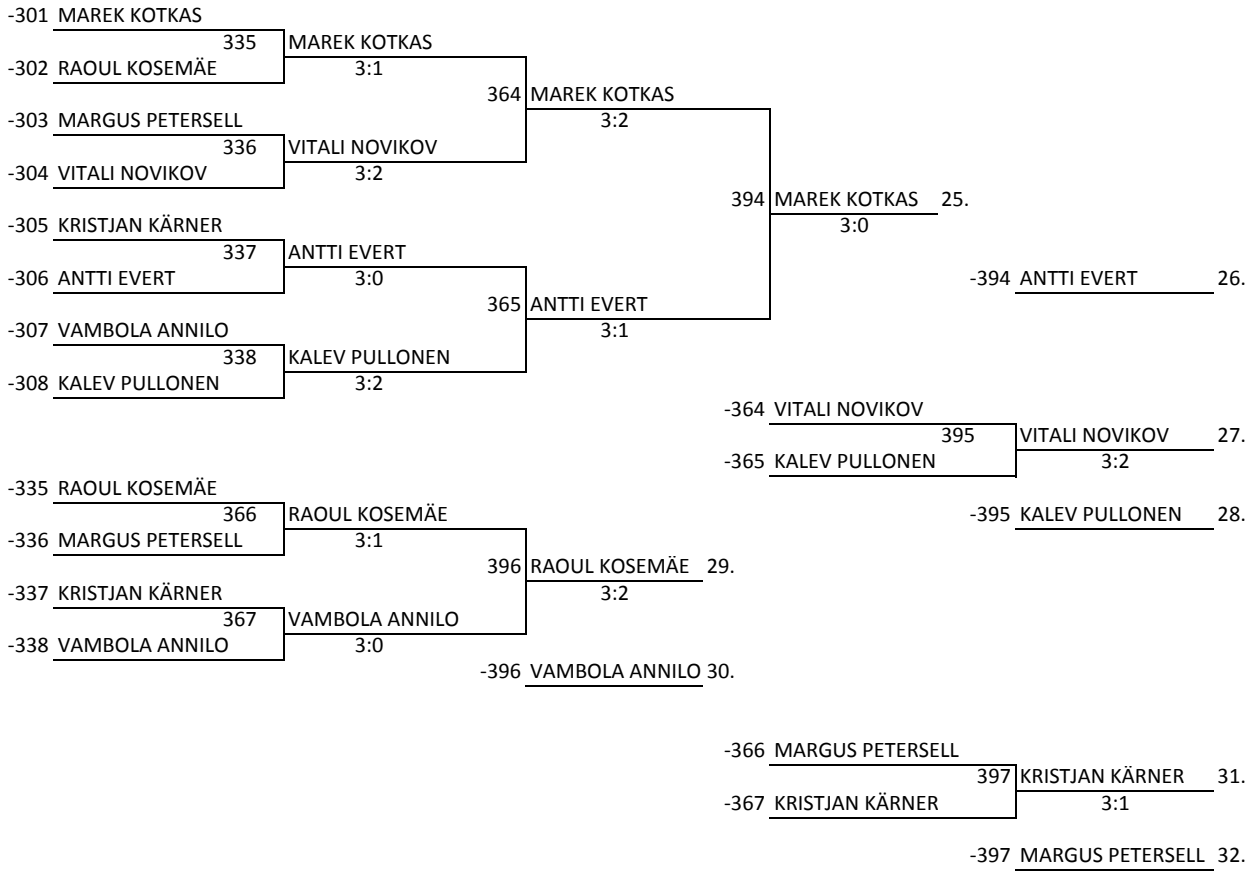 -301 MAREK KOTKAS
335 MAREK KOTKAS
-302 RAOUL KOSEMÄE 3:1
364 MAREK KOTKAS
-303 MARGUS PETERSELL 3:2
336 VITALI NOVIKOV
-304 VITALI NOVIKOV 3:2
394 MAREK KOTKAS 25.
-305 KRISTJAN KÄRNER 3:0
337 ANTTI EVERT
-306 ANTTI EVERT 3:0 -394 ANTTI EVERT 26.
365 ANTTI EVERT
-307 VAMBOLA ANNILO 3:1
338 KALEV PULLONEN
-308 KALEV PULLONEN 3:2
-364 VITALI NOVIKOV
395 VITALI NOVIKOV 27.
-365 KALEV PULLONEN 3:2
-335 RAOUL KOSEMÄE
366 RAOUL KOSEMÄE -395 KALEV PULLONEN 28.
-336 MARGUS PETERSELL 3:1
396 RAOUL KOSEMÄE 29.
-337 KRISTJAN KÄRNER 3:2
367 VAMBOLA ANNILO
-338 VAMBOLA ANNILO 3:0
-396 VAMBOLA ANNILO 30.
-366 MARGUS PETERSELL
397 KRISTJAN KÄRNER 31.
-367 KRISTJAN KÄRNER 3:1
-397 MARGUS PETERSELL 32.